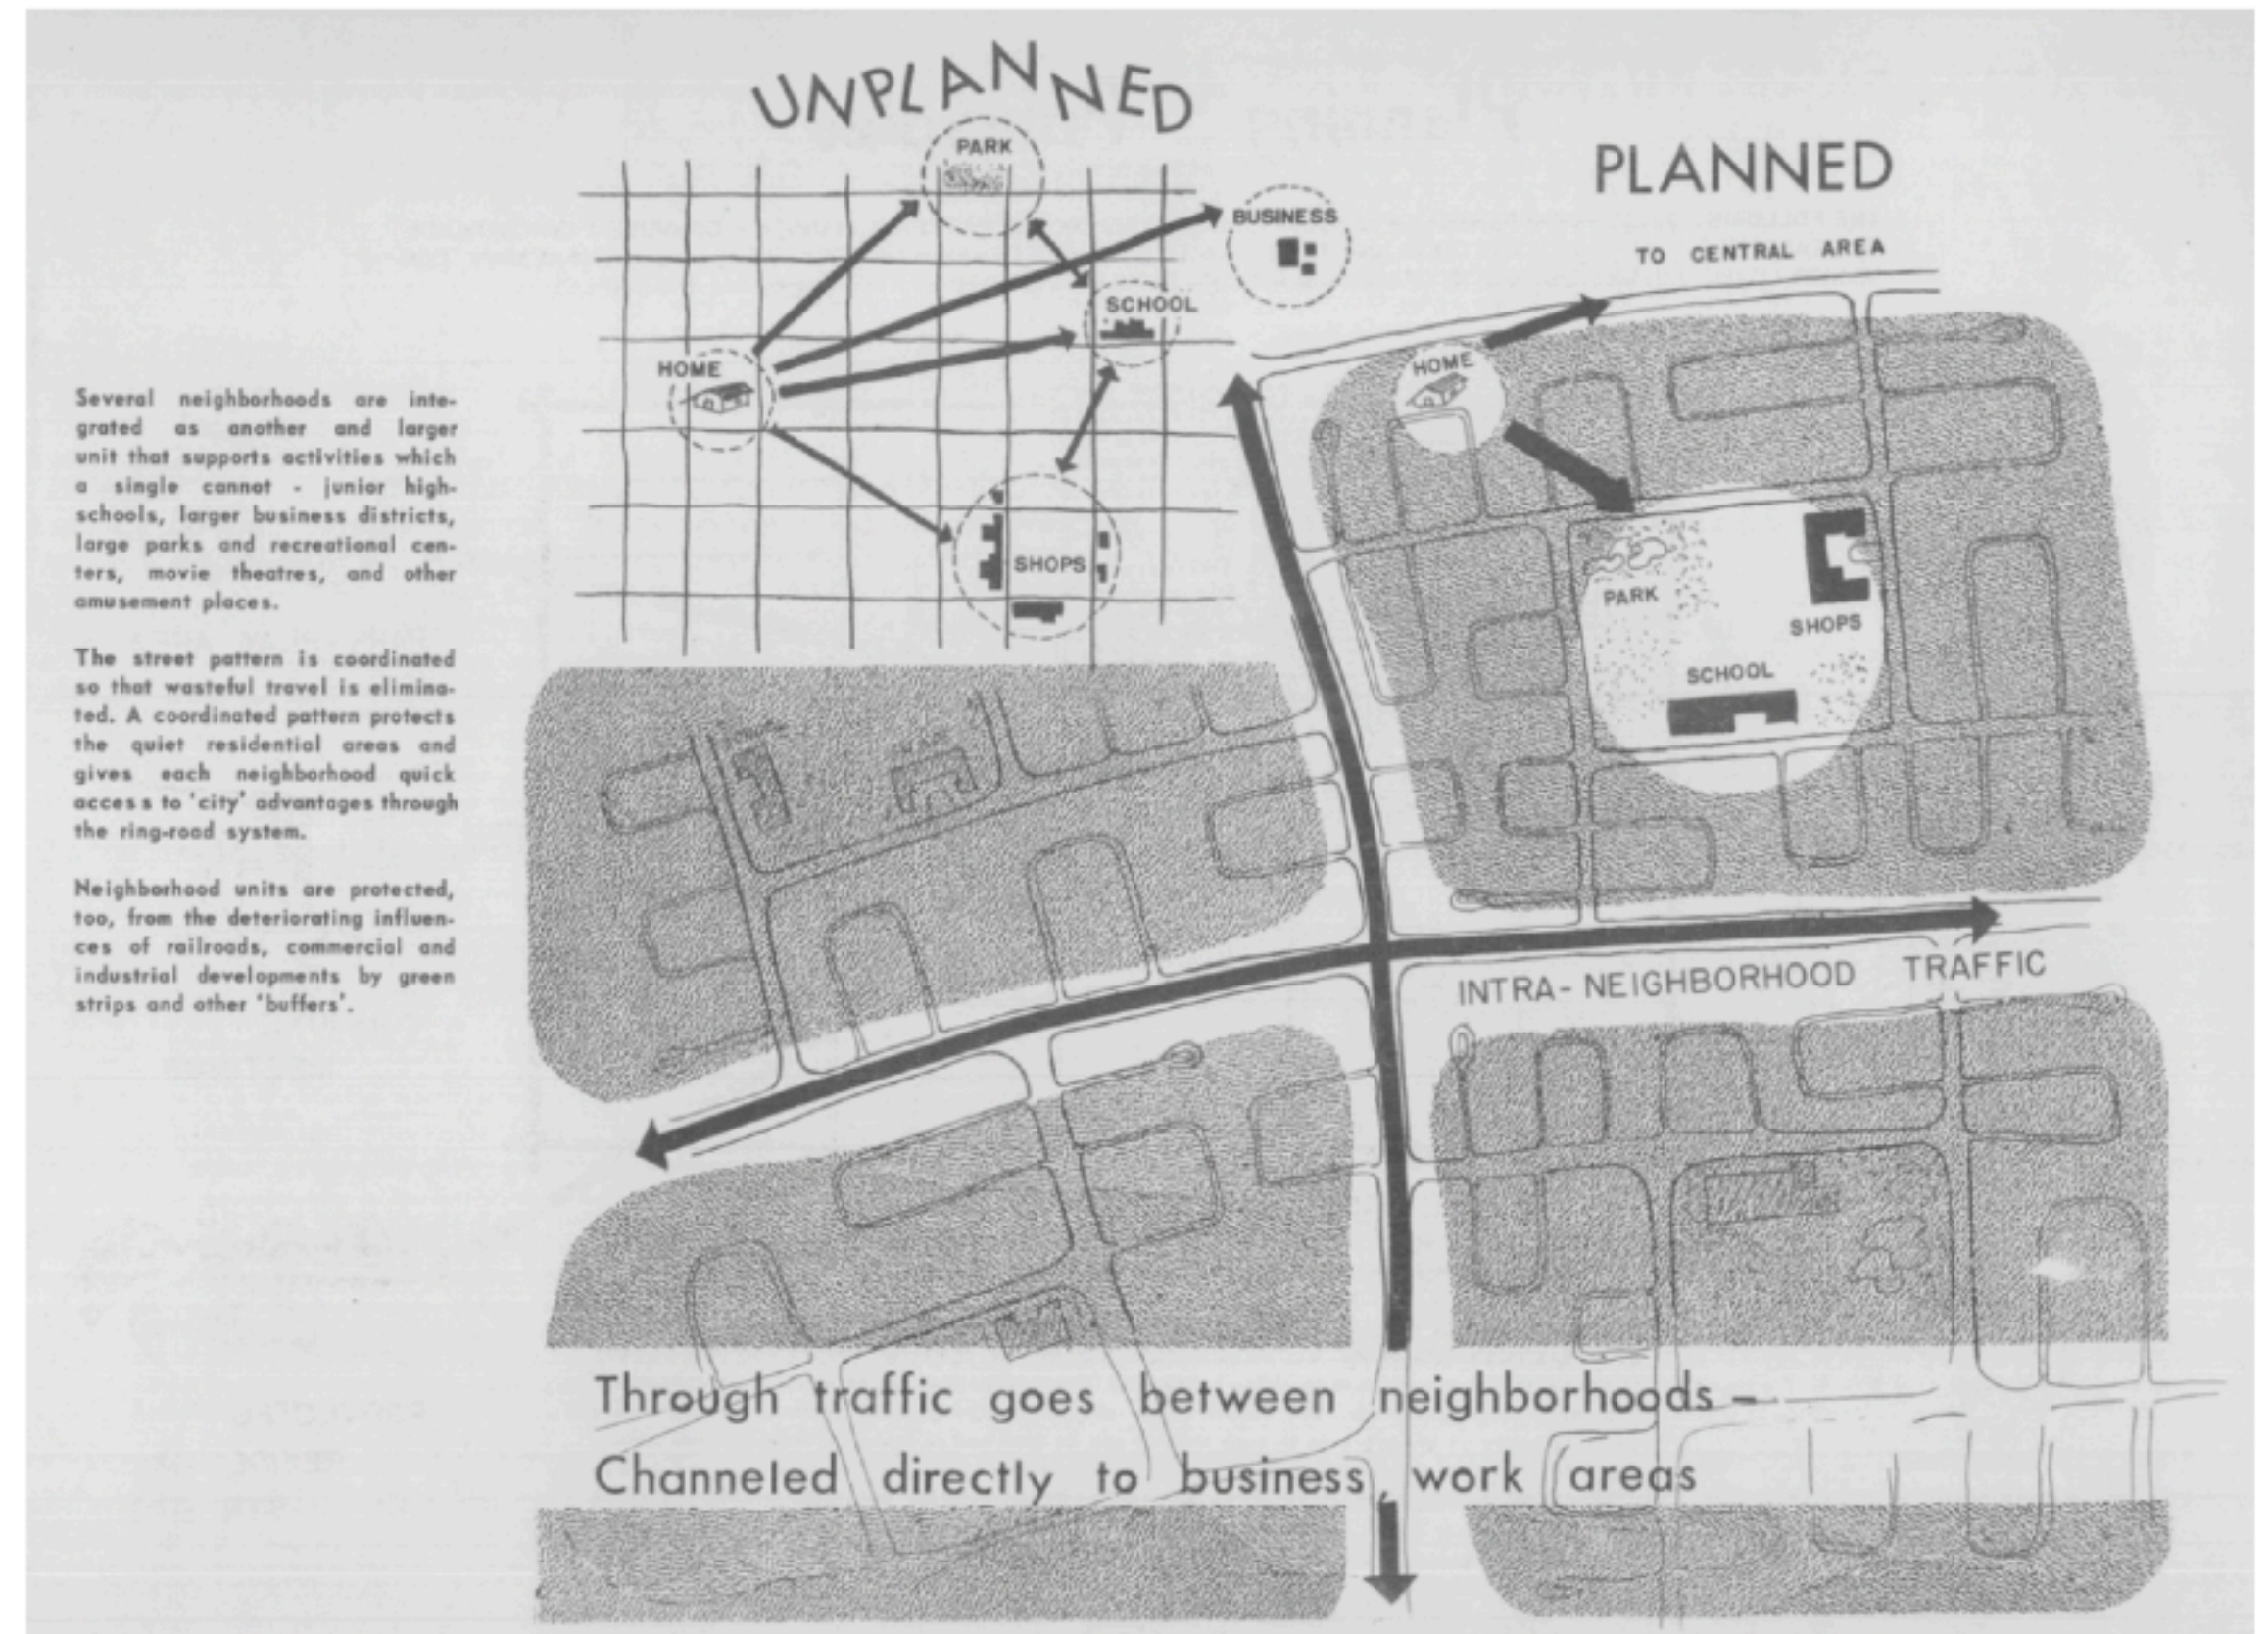 UNPLANNED
PARK
BUSINESS
SCHOOL
HOME
SHOPS
PLANNED
TO CENTRAL AREA
HOME
PARK
SHOPS
SCHOOL
INTRA-NEIGHBORHOOD TRAFFIC
Several neighborhoods are inte-
grated as another and larger
unit that supports activities which
a single cannot - junior high-
schools, larger business districts,
large parks and recreational cen-
ters, movie theatres, and other
amusement places.
The street pattern is coordinated
so that wasteful travel is elimina-
ted. A coordinated pattern protects
the quiet residential areas and
gives each neighborhood quick
access to 'city' advantages through
the ring-road system.
Neighborhood units are protected,
too, from the deteriorating influen-
ces of railroads, commercial and
industrial developments by green
strips and other 'buffers'.
Through traffic goes between neighborhoods -
Channeled directly to business, work areas